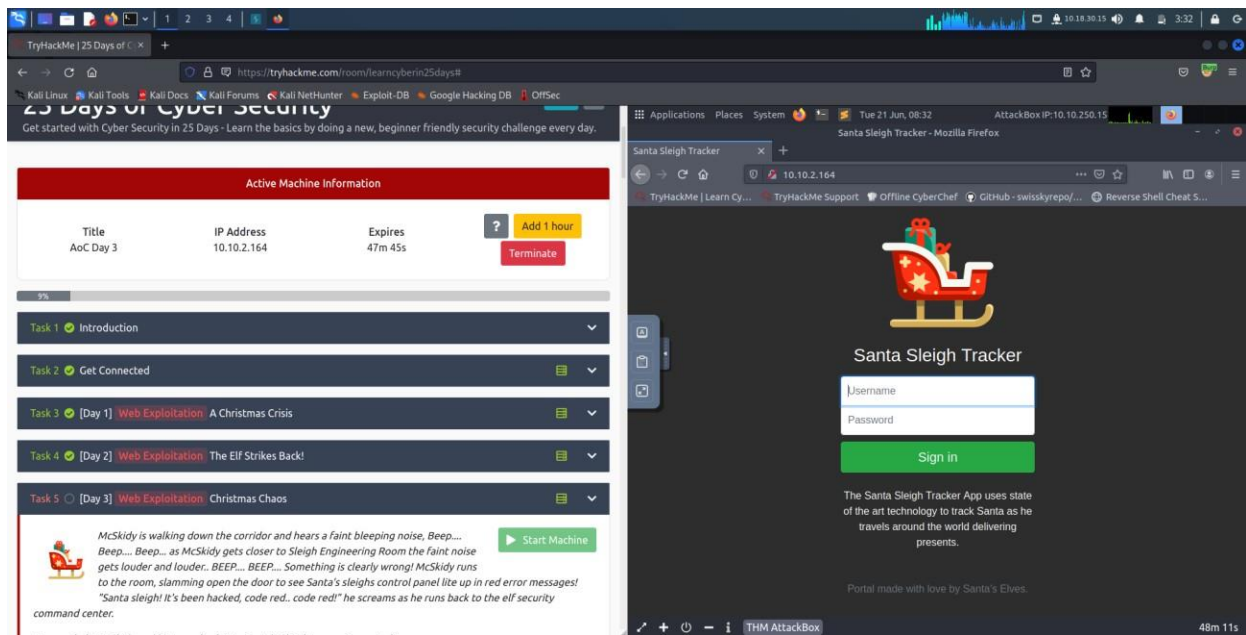 1 2 3 4
10.18.30.15
3:32
TryHackMe | 25 Days of C
https://tryhackme.com/room/learncyberin25days#
Kali Linux Kali Tools Kali Docs Kali Forums Kali NetHunter Exploit-DB Google Hacking DB OffSec
25 Days of Cyber Security
Get started with Cyber Security in 25 Days - Learn the basics by doing a new, beginner friendly security challenge every day.
Active Machine Information
Title IP Address Expires
AoC Day 3 10.10.2.164 47m 45s
? Add 1 hour
Terminate
9%
Task 1 Introduction
Task 2 Get Connected
Task 3 [Day 1] Web Exploitation A Christmas Crisis
Task 4 [Day 2] Web Exploitation The Elf Strikes Back!
Task 5 [Day 3] Web Exploitation Christmas Chaos
McSkidy is walking down the corridor and hears a faint bleeping noise, Beep....
Start Machine
Beep.... Beep... as McSkidy gets closer to Sleigh Engineering Room the faint noise
gets louder and louder.. BEEP.... BEEP.... Something is clearly wrong! McSkidy runs
to the room, slamming open the door to see Santa's sleighs control panel lite up in red error messages!
"Santa sleigh! It's been hacked, code red.. code red!" he screams as he runs back to the elf security
command center.
Applications Places System
Tue 21 Jun, 08:32
AttackBox IP:10.10.250.15
Santa Sleigh Tracker - Mozilla Firefox
Santa Sleigh Tracker
10.10.2.164
TryHackMe | Learn Cy... TryHackMe Support Offline CyberChef GitHub - swisskyrepo/... Reverse Shell Cheat S...
Santa Sleigh Tracker
Username
Password
Sign in
The Santa Sleigh Tracker App uses state
of the art technology to track Santa as he
travels around the world delivering
presents.
Portal made with love by Santa's Elves.
THM AttackBox
48m 11s